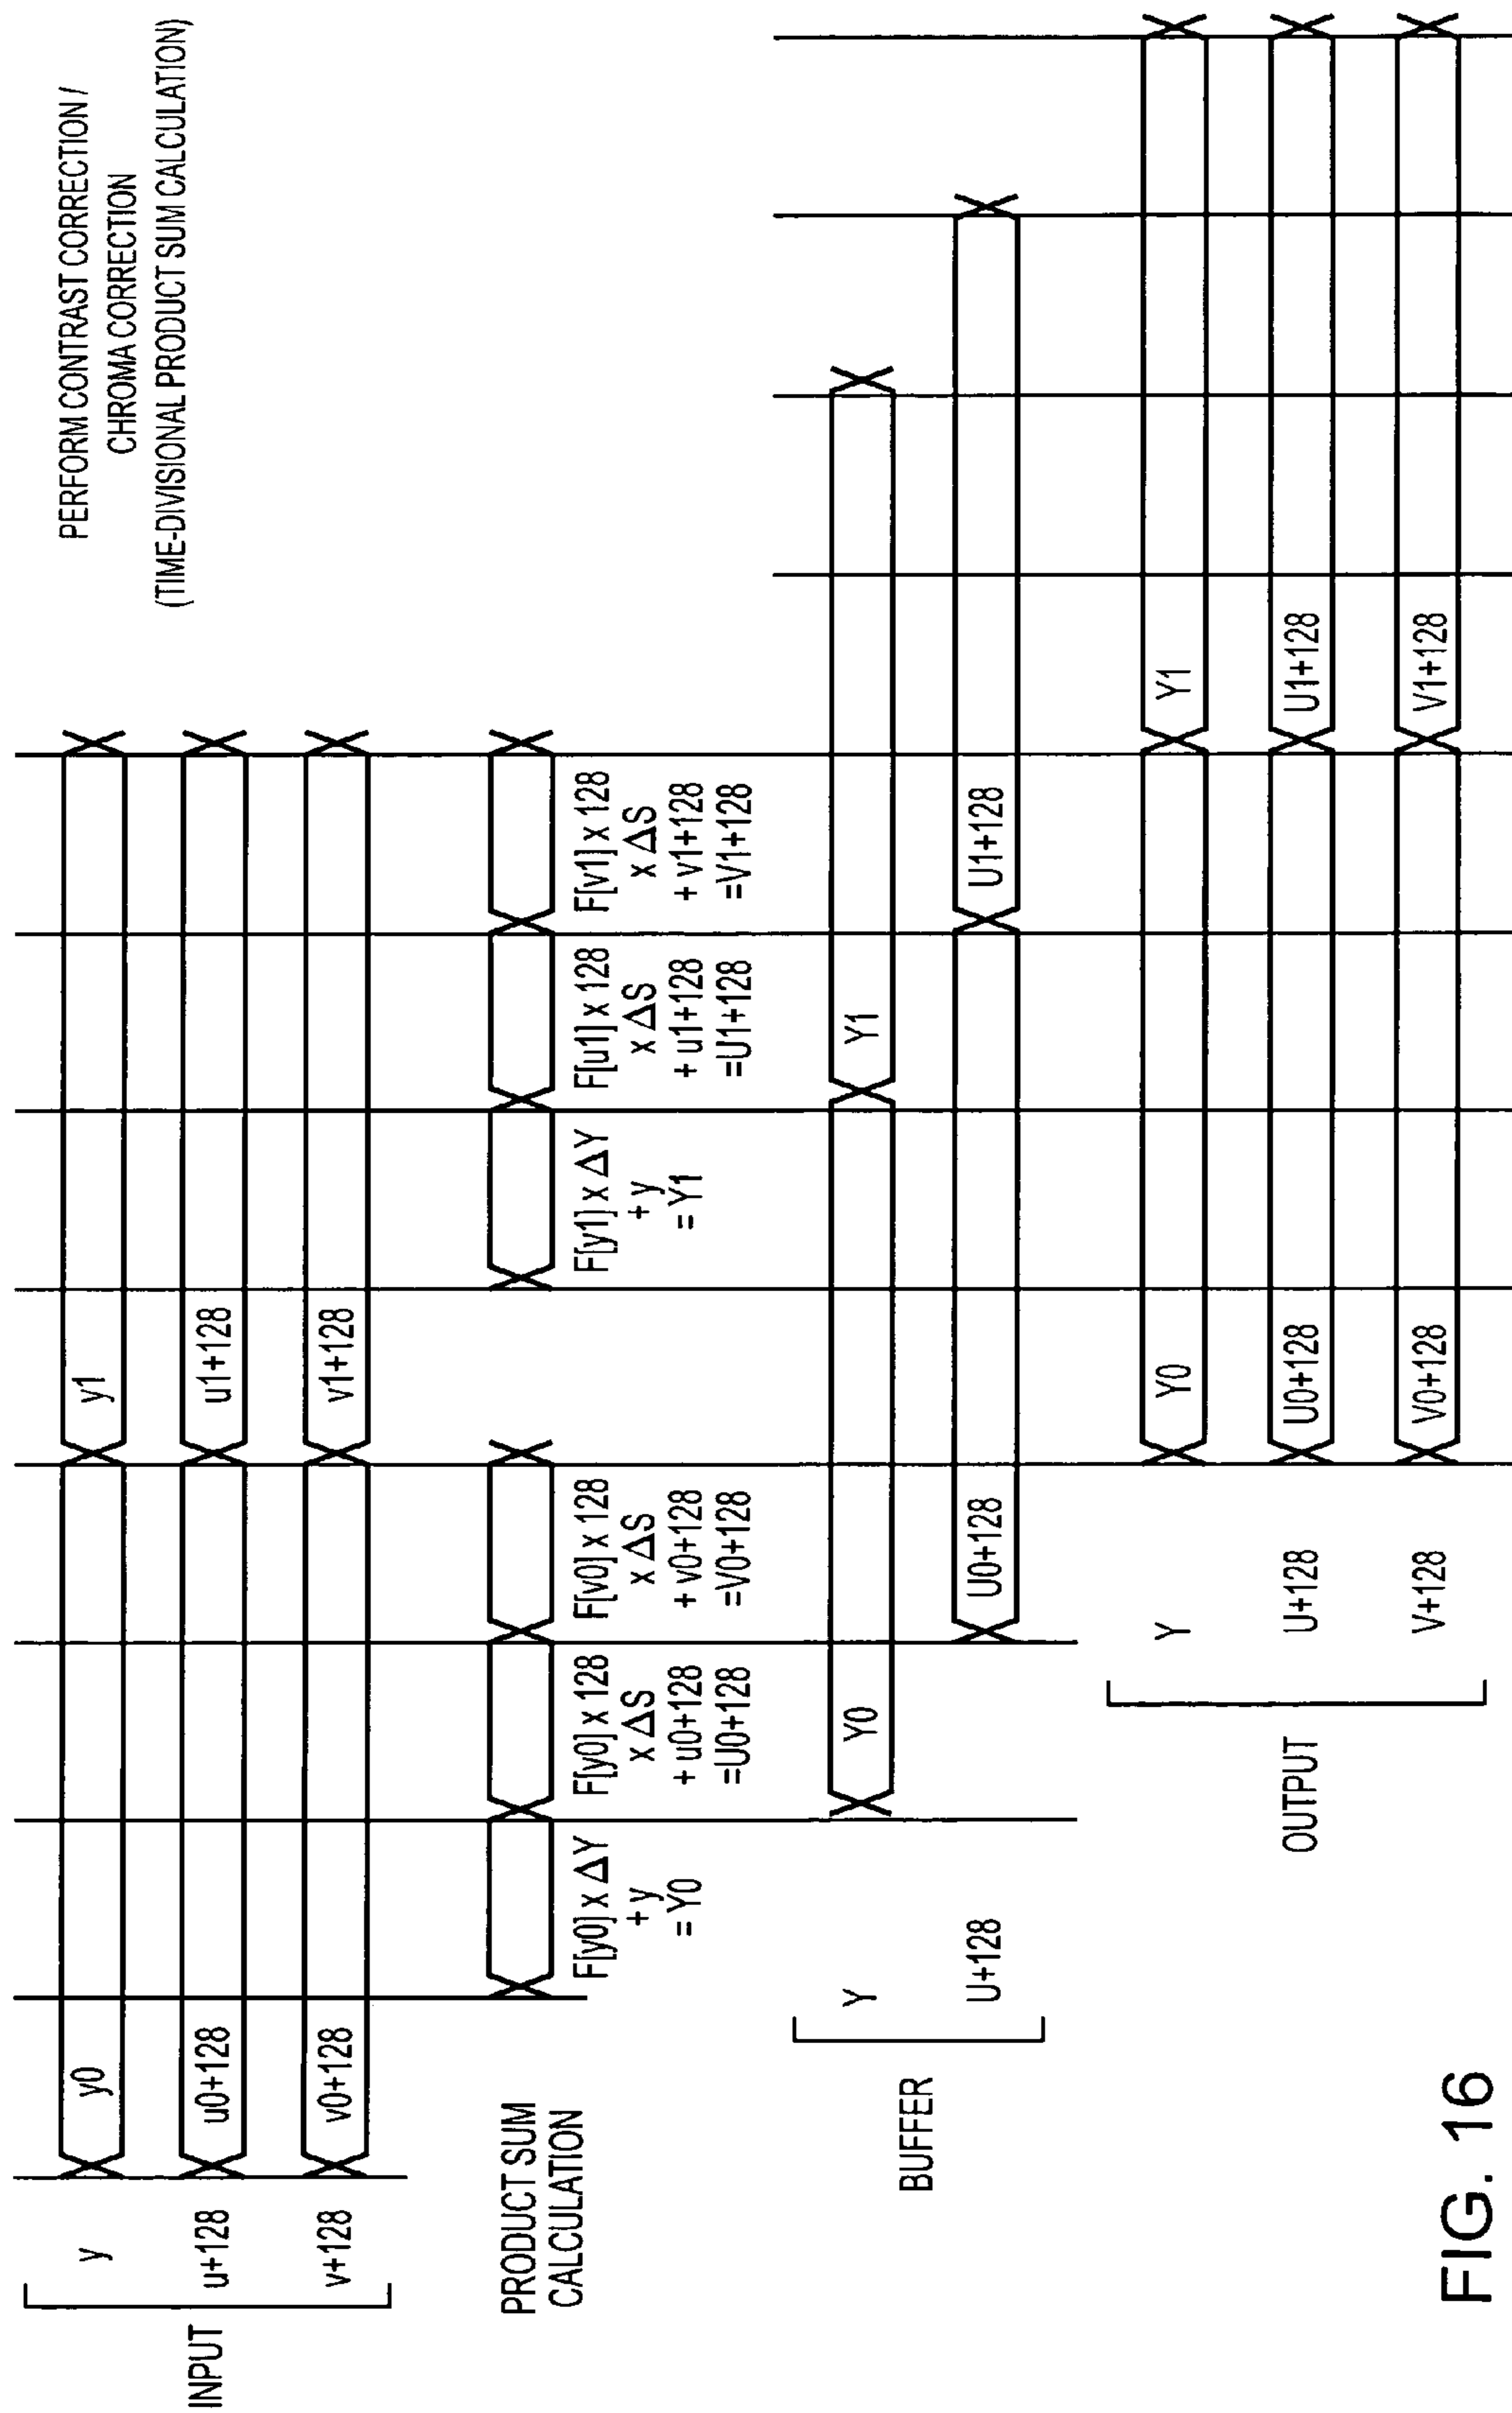 PERFORM CONTRAST CORRECTION /
CHROMA CORRECTION
(TIME-DIVISIONAL PRODUCT SUM CALCULATION)
INPUT
y
y0
y1
u+128
u0+128
u1+128
v+128
v0+128
v1+128
PRODUCT SUM
CALCULATION
F[y0] x ΔY
+ y
= Y0
F[y0] x 128
x ΔS
+ u0+128
=U0+128
F[v0] x 128
x ΔS
+ v0+128
=V0+128
F[y1] x ΔY
+ y
= Y1
F[u1] x 128
x ΔS
+ u1+128
=U1+128
F[v1] x 128
x ΔS
+ v1+128
=V1+128
BUFFER
Y
Y0
Y1
U+128
U0+128
U1+128
OUTPUT
Y
Y0
Y1
U+128
U0+128
U1+128
V+128
V0+128
V1+128
FIG. 16